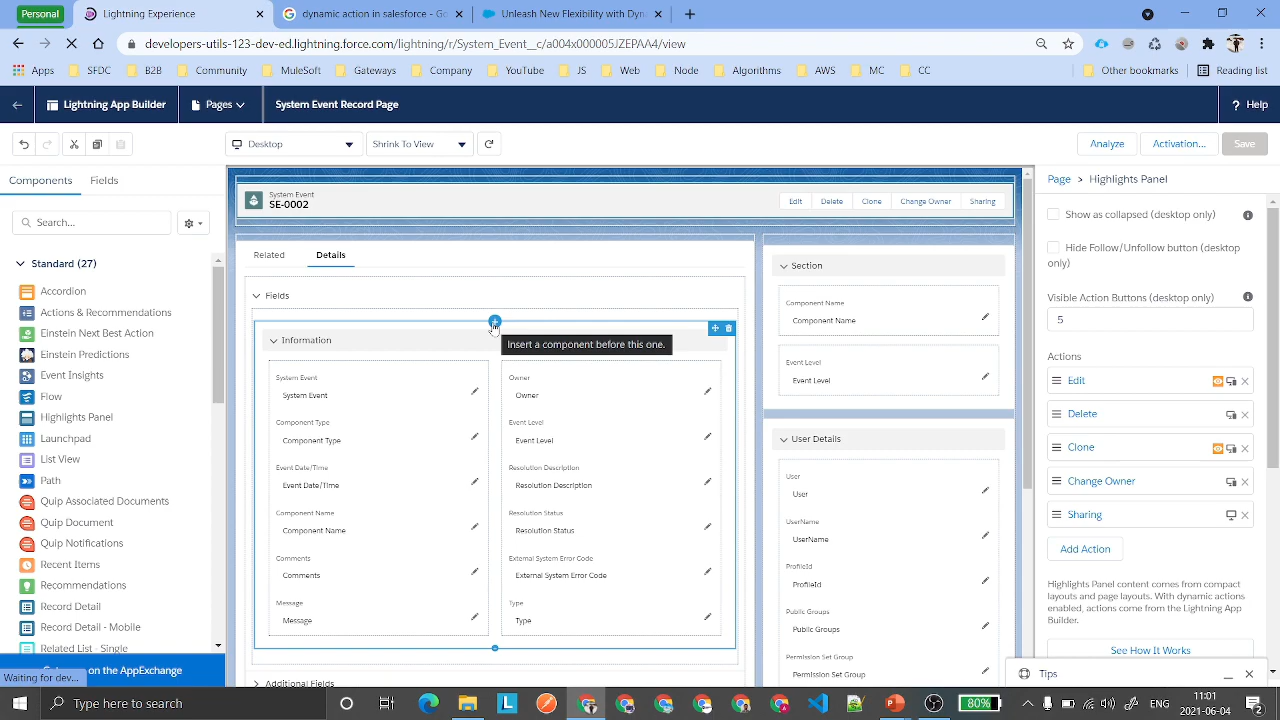 Personal
Lightning Experience
dynamic action in salesforce - Go
Unleash New Flexibility with Dyn
developers-utils-123-dev-ed.lightning.force.com/lightning/r/System_Event__c/a004x000005JZEPAA4/view
Apps
SFDC
B2B
Community
MuleSoft
Gateways
Company
YouTube
JS
Web
Node
Algorithms
AWS
MC
CC
Other bookmarks
Reading list
Lightning App Builder
Pages
System Event Record Page
? Help
Desktop
Shrink To View
Analyze
Activation...
Save
Components
Fields
Search...
Standard (27)
Accordion
Actions & Recommendations
Einstein Next Best Action
Einstein Predictions
Event Insights
Flow
Highlights Panel
Launchpad
List View
Path
Quip Associated Documents
Quip Document
Quip Notifications
Recent Items
Recommendations
Record Detail
Record Detail - Mobile
Related List - Single
on the AppExchange
Waiting for dev...
System Event
SE-0002
Edit
Delete
Clone
Change Owner
Sharing
Related
Details
Fields
Insert a component before this one.
Information
System Event
System Event
Component Type
Component Type
Event Date/Time
Event Date/Time
Component Name
Component Name
Comments
Comments
Message
Message
Owner
Owner
Event Level
Event Level
Resolution Description
Resolution Description
Resolution Status
Resolution Status
External System Error Code
External System Error Code
Type
Type
Additional Fields
Section
Component Name
Component Name
Event Level
Event Level
User Details
User
User
UserName
UserName
ProfileId
ProfileId
Public Groups
Public Groups
Permission Set Group
Permission Set Group
Page > Highlights Panel
Show as collapsed (desktop only)
Hide Follow/Unfollow button (desktop
only)
Visible Action Buttons (desktop only)
5
Actions
Edit
Delete
Clone
Change Owner
Sharing
Add Action
Highlights Panel content comes from compact
layouts and page layouts. With dynamic actions
enabled, actions come from the Lightning App
Builder.
See How It Works
Tips
Type here to search
80%
11:01
2021-06-04